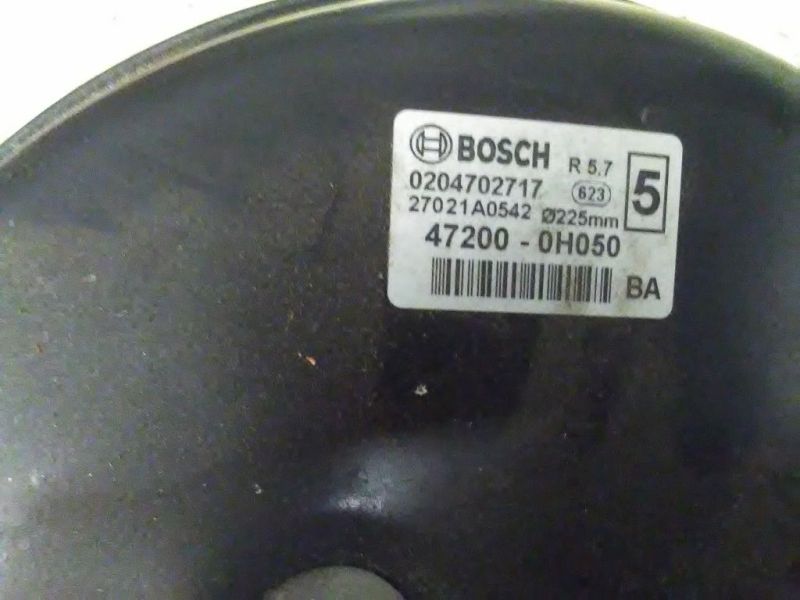 BOSCH R 5.7 5
0204702717 623
27021A0542 Ø225mm
47200 - 0H050
BA